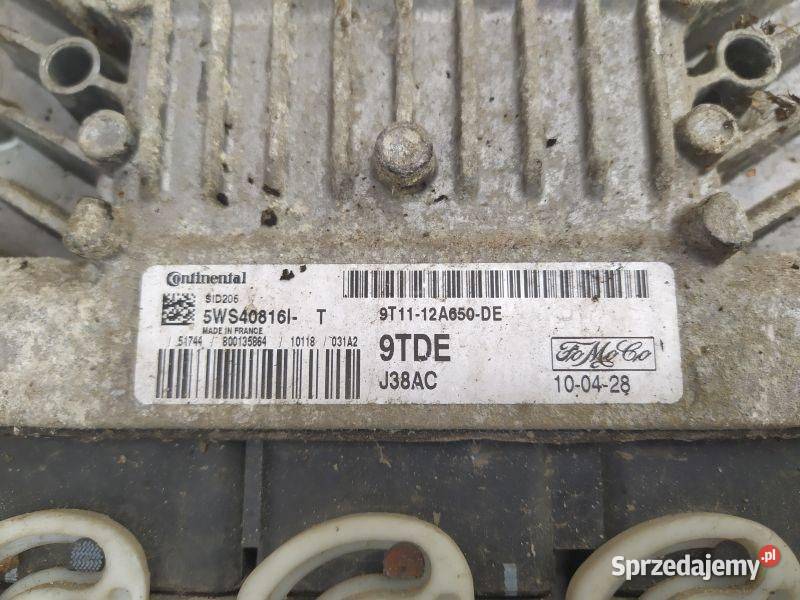 Continental
SID206
5WS40816I- T
MADE IN FRANCE
/ 51744 / 800135864 / 10118 / 031A2
9T11-12A650-DE
9TDE
J38AC
FoMoCo
10-04-28
Sprzedajemy.pl